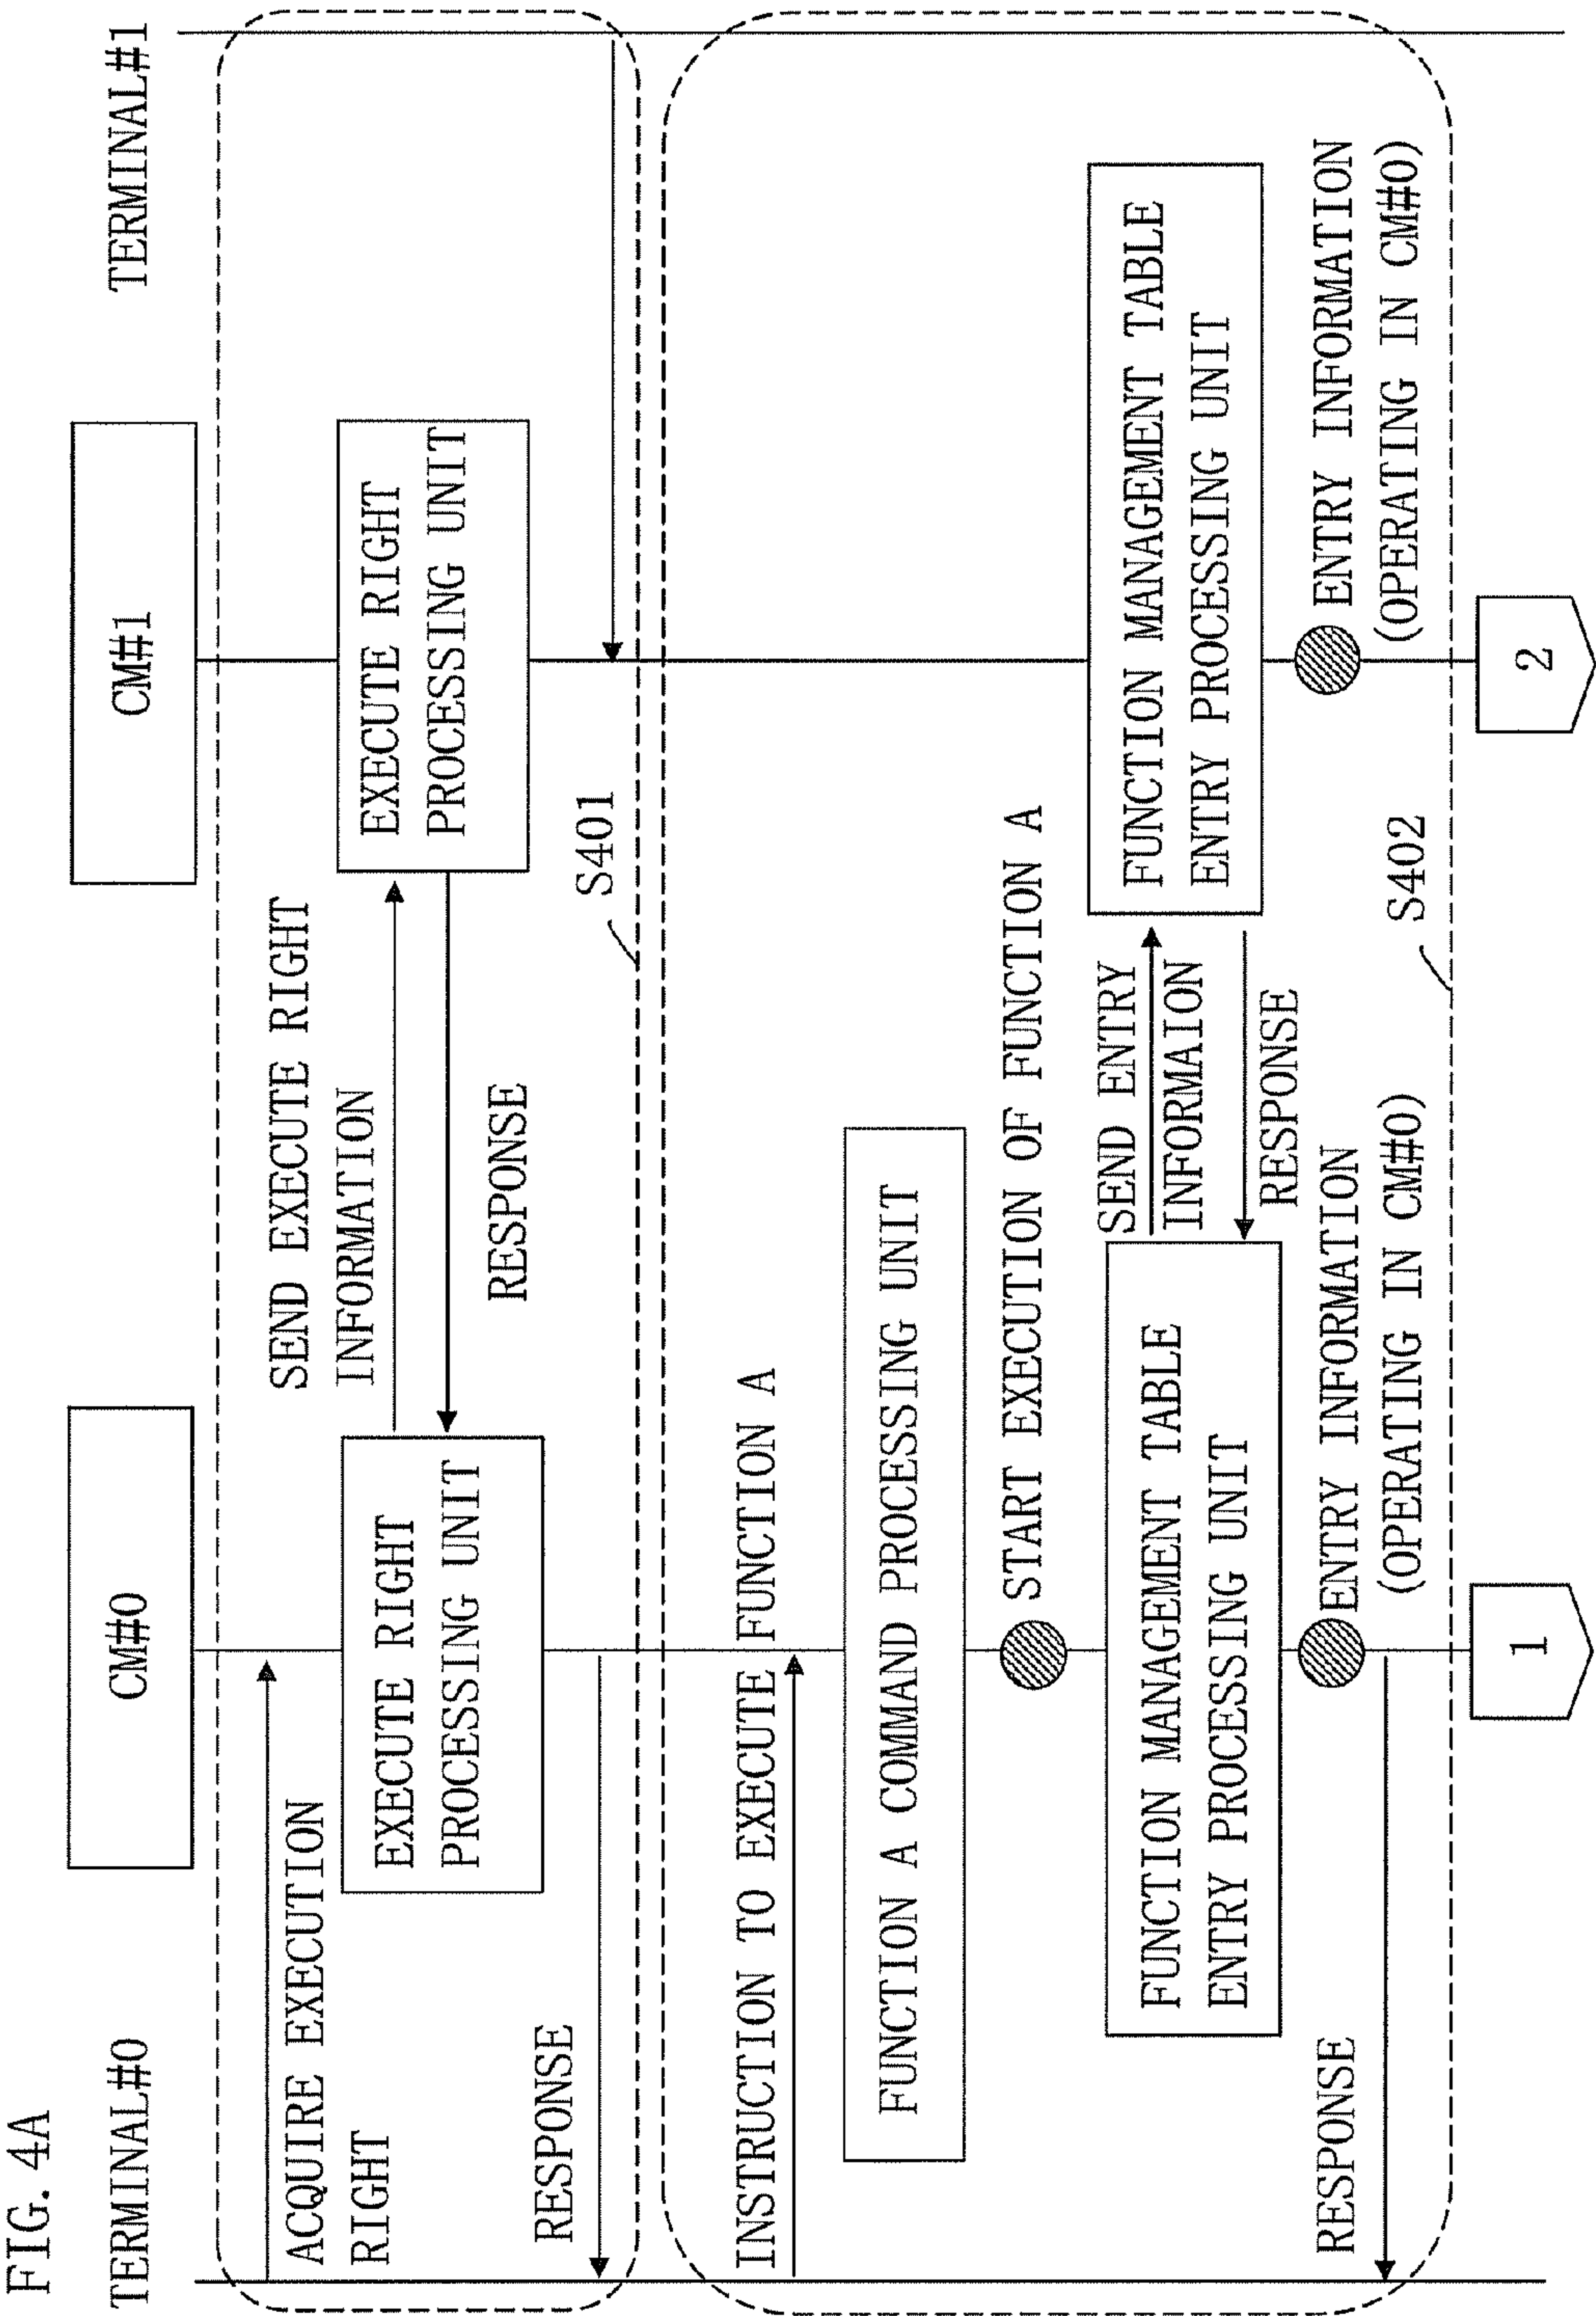 FIG. 4A
TERMINAL#0
CM#0
CM#1
TERMINAL#1
ACQUIRE EXECUTION
RIGHT
SEND EXECUTE RIGHT
INFORMATION
EXECUTE RIGHT
PROCESSING UNIT
EXECUTE RIGHT
PROCESSING UNIT
RESPONSE
RESPONSE
S401
INSTRUCTION TO EXECUTE FUNCTION A
FUNCTION A COMMAND PROCESSING UNIT
START EXECUTION OF FUNCTION A
FUNCTION MANAGEMENT TABLE
ENTRY PROCESSING UNIT
SEND ENTRY
INFORMAION
FUNCTION MANAGEMENT TABLE
ENTRY PROCESSING UNIT
RESPONSE
RESPONSE
ENTRY INFORMATION
(OPERATING IN CM#0)
ENTRY INFORMATION
(OPERATING IN CM#0)
S402
1
2